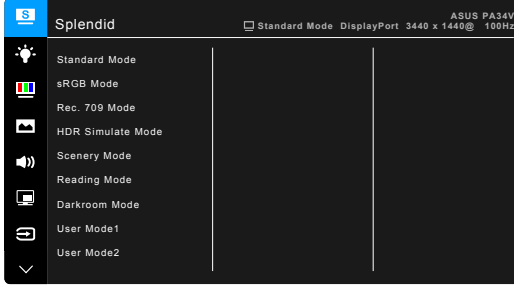 S
Splendid
ASUS PA34V
Standard Mode DisplayPort 3440 x 1440@ 100Hz
Standard Mode
sRGB Mode
Rec. 709 Mode
HDR Simulate Mode
Scenery Mode
Reading Mode
Darkroom Mode
User Mode1
User Mode2